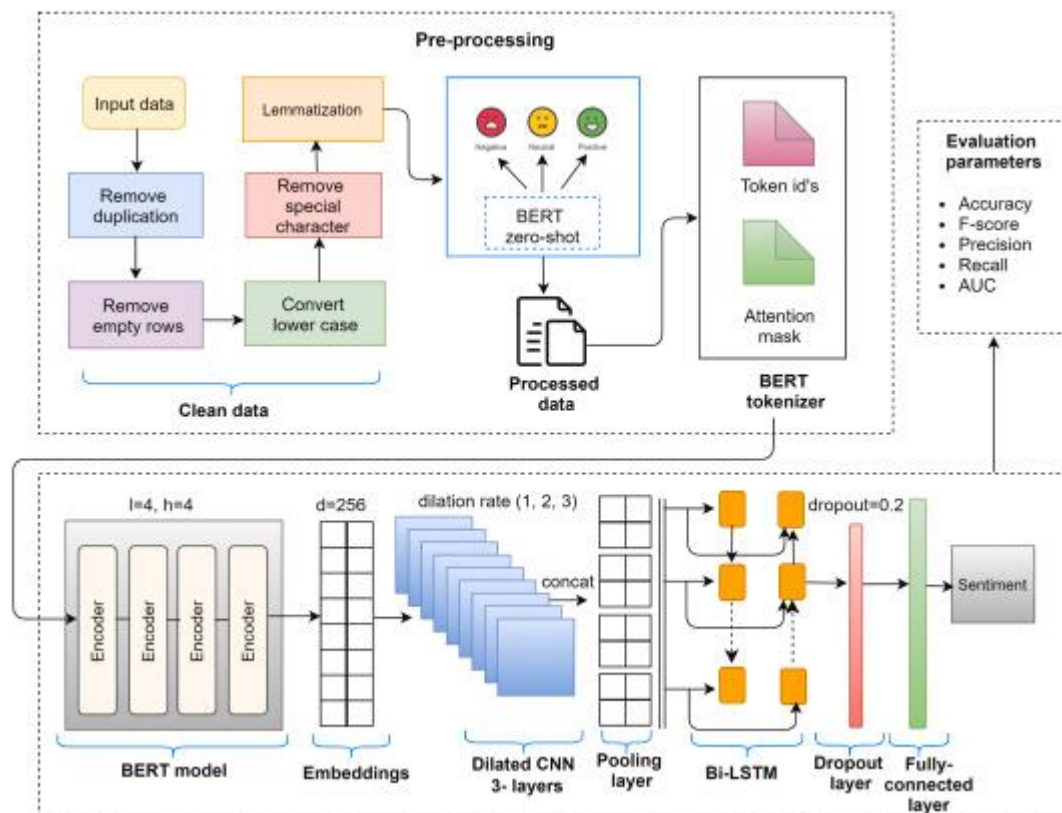 Pre-processing
Input data
Remove
duplication
Remove
empty rows
Convert
lower case
Remove
special
character
Lemmatization
Negative
Neutral
Positive
BERT
zero-shot
Processed
data
Token id's
Attention
mask
BERT
tokenizer
Clean data
Evaluation
parameters
• Accuracy
• F-score
• Precision
• Recall
• AUC
l=4, h=4
Encoder
Encoder
Encoder
Encoder
BERT model
d=256
Embeddings
dilation rate (1, 2, 3)
concat
Dilated CNN
3- layers
Pooling
layer
Bi-LSTM
dropout=0.2
Dropout
layer
Fully-
connected
layer
Sentiment